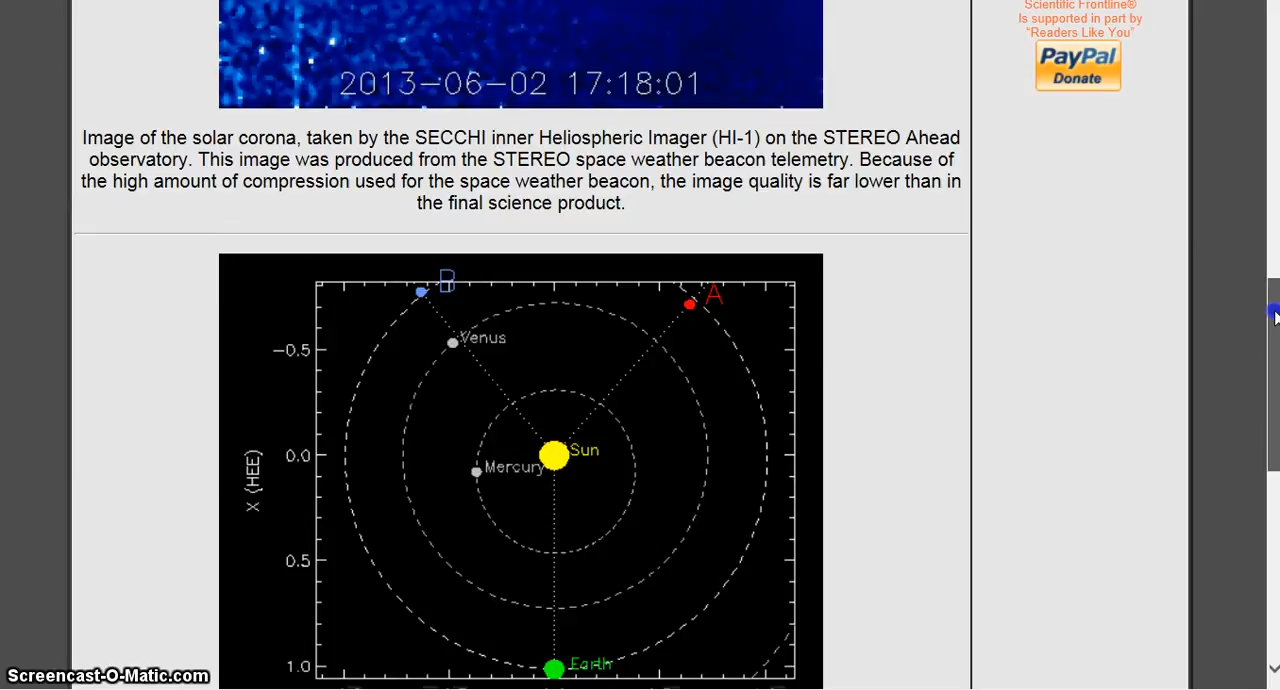 Scientific Frontline®
Is supported in part by
"Readers Like You"
PayPal
Donate
2013-06-02 17:18:01
Image of the solar corona, taken by the SECCHI inner Heliospheric Imager (HI-1) on the STEREO Ahead
observatory. This image was produced from the STEREO space weather beacon telemetry. Because of
the high amount of compression used for the space weather beacon, the image quality is far lower than in
the final science product.
B
A
Venus
-0.5
Sun
0.0
Mercury
X (HEE)
0.5
Earth
1.0
Screencast-O-Matic.com